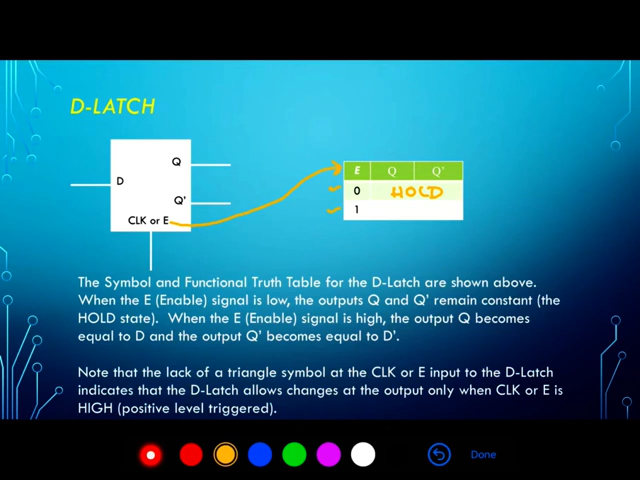 D-LATCH
Q
D
Q'
CLK or E
E Q Q'
0 HOLD
1
The Symbol and Functional Truth Table for the D-Latch are shown above.
When the E (Enable) signal is low, the outputs Q and Q' remain constant (the
HOLD state). When the E (Enable) signal is high, the output Q becomes
equal to D and the output Q' becomes equal to D'.
Note that the lack of a triangle symbol at the CLK or E input to the D-Latch
indicates that the D-Latch allows changes at the output only when CLK or E is
HIGH (positive level triggered).
Done